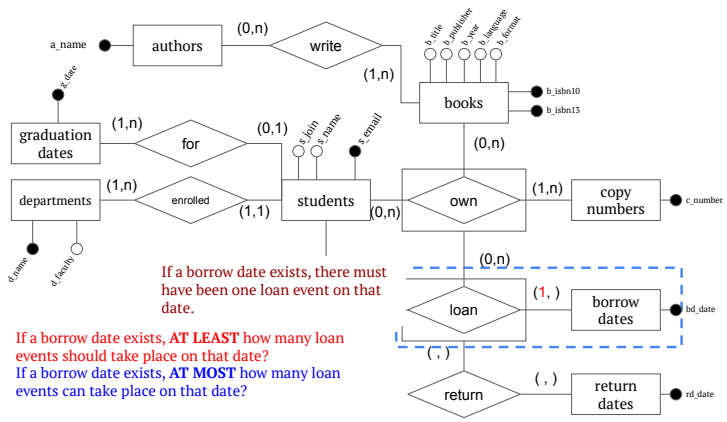 a_name
authors
(0,n)
write
(1,n)
b_title
b_publisher
b_year
b_language
b_format
books
b_isbn10
b_isbn13
(0,n)
g_date
graduation
dates
(1,n)
for
(0,1)
s_join
s_name
s_email
departments
(1,n)
enrolled
(1,1)
students
(0,n)
own
(1,n)
copy
numbers
c_number
d_name
d_faculty
(0,n)
If a borrow date exists, there must
have been one loan event on that
date.
loan
(1, )
borrow
dates
bd_date
If a borrow date exists, AT LEAST how many loan
events should take place on that date?
If a borrow date exists, AT MOST how many loan
events can take place on that date?
( , )
return
( , )
return
dates
rd_date